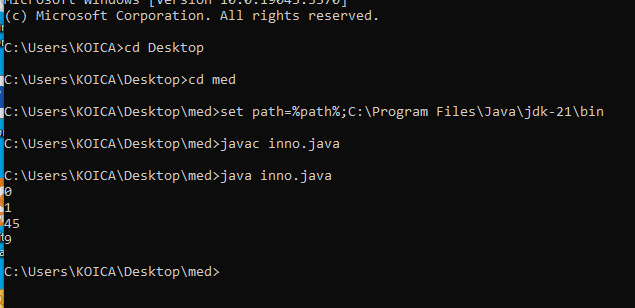 Microsoft Windows [Version 10.0.19045.5370]
(c) Microsoft Corporation. All rights reserved.
C:\Users\KOICA>cd Desktop
C:\Users\KOICA\Desktop>cd med
C:\Users\KOICA\Desktop\med>set path=%path%;C:\Program Files\Java\jdk-21\bin
C:\Users\KOICA\Desktop\med>javac inno.java
C:\Users\KOICA\Desktop\med>java inno.java
0
1
45
9
C:\Users\KOICA\Desktop\med>